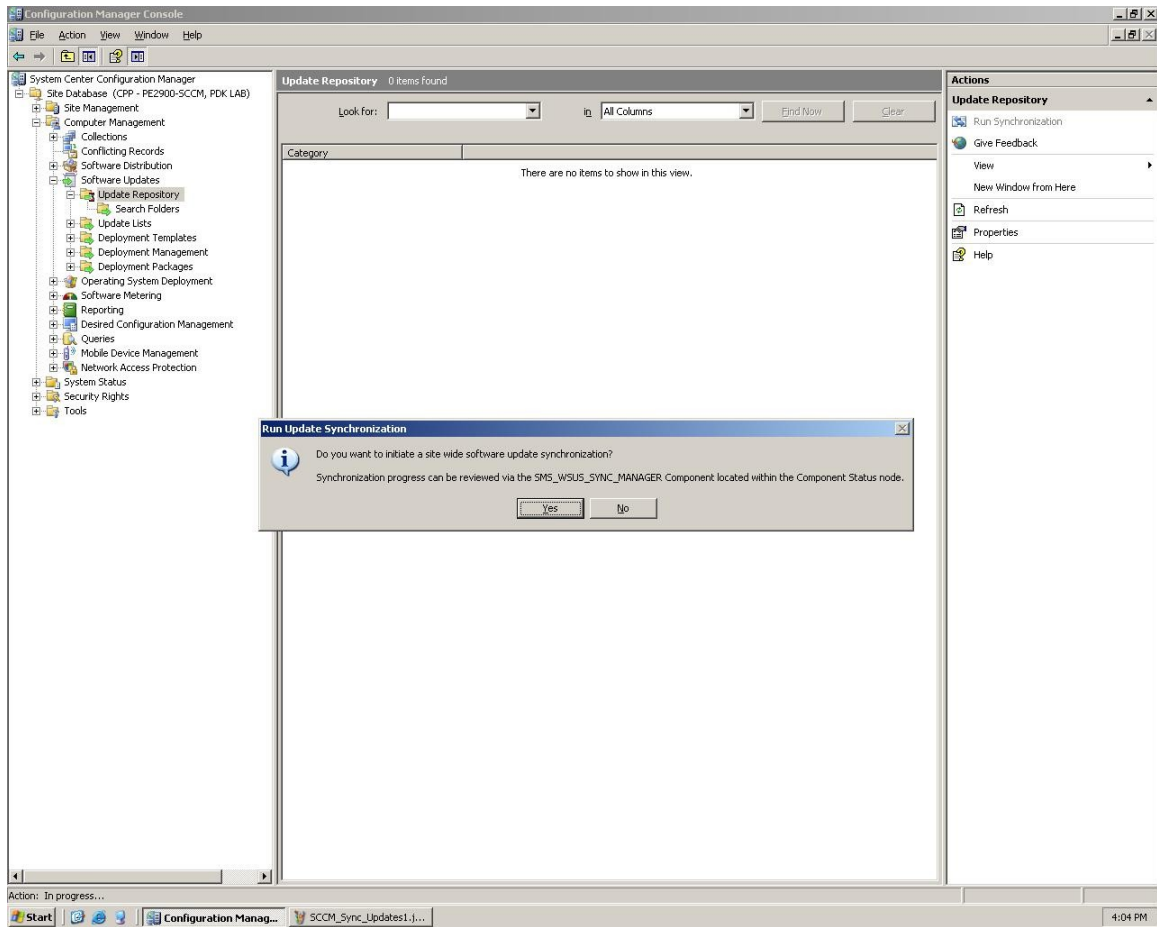 Configuration Manager Console
File Action View Window Help
System Center Configuration Manager
Site Database (CPP - PE2900-SCCM, PDK LAB)
Site Management
Computer Management
Collections
Conflicting Records
Software Distribution
Software Updates
Update Repository
Search Folders
Update Lists
Deployment Templates
Deployment Management
Deployment Packages
Operating System Deployment
Software Metering
Reporting
Desired Configuration Management
Queries
Mobile Device Management
Network Access Protection
System Status
Security Rights
Tools
Update Repository 0 items found
Look for: in All Columns Find Now Clear
Category
There are no items to show in this view.
Run Update Synchronization
Do you want to initiate a site wide software update synchronization?
Synchronization progress can be reviewed via the SMS_WSUS_SYNC_MANAGER Component located within the Component Status node.
Yes No
Actions
Update Repository
Run Synchronization
Give Feedback
View
New Window from Here
Refresh
Properties
Help
Action: In progress...
Start Configuration Manag... SCCM_Sync_Updates1.j... 4:04 PM